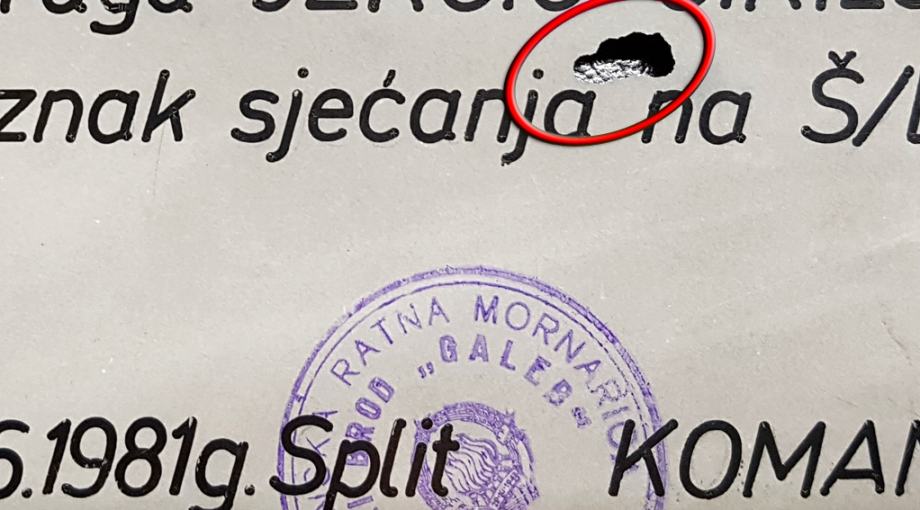 znak sjećanja na Š/
RATNA MORNARICA
BROD „GALEB“
6.1981g. Split KOMAN